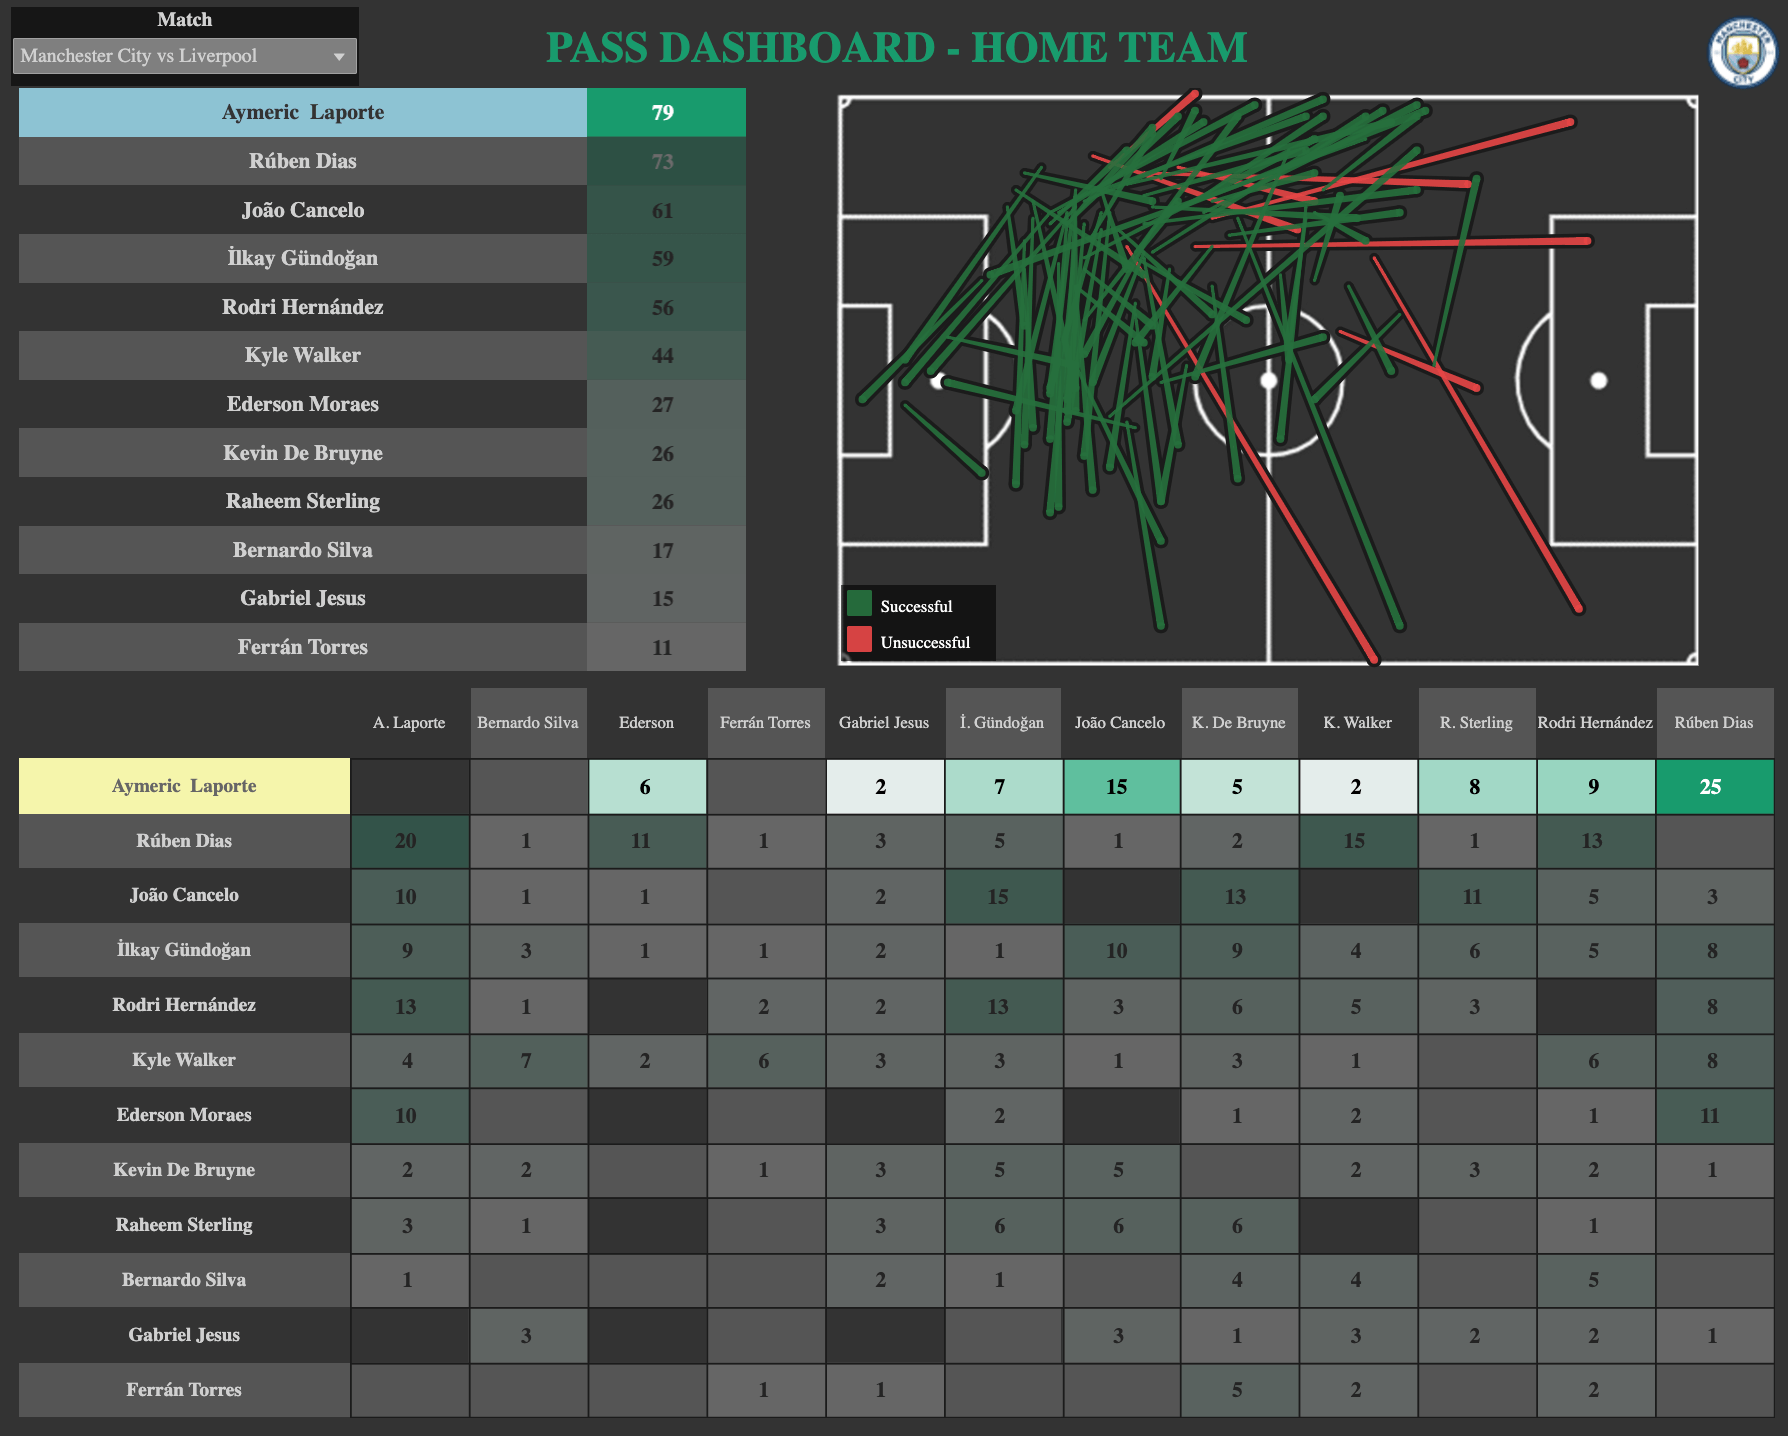 Match
Manchester City vs Liverpool
PASS DASHBOARD - HOME TEAM
MANCHESTER
CITY
Aymeric Laporte 79
Rúben Dias 73
João Cancelo 61
İlkay Gündoğan 59
Rodri Hernández 56
Kyle Walker 44
Ederson Moraes 27
Kevin De Bruyne 26
Raheem Sterling 26
Bernardo Silva 17
Gabriel Jesus 15
Ferrán Torres 11
Successful
Unsuccessful
A. Laporte Bernardo Silva Ederson Ferrán Torres Gabriel Jesus İ. Gündoğan João Cancelo K. De Bruyne K. Walker R. Sterling Rodri Hernández Rúben Dias
Aymeric Laporte 6 2 7 15 5 2 8 9 25
Rúben Dias 20 1 11 1 3 5 1 2 15 1 13
João Cancelo 10 1 1 2 15 13 11 5 3
İlkay Gündoğan 9 3 1 1 2 1 10 9 4 6 5 8
Rodri Hernández 13 1 2 2 13 3 6 5 3 8
Kyle Walker 4 7 2 6 3 3 1 3 1 6 8
Ederson Moraes 10 2 1 2 1 11
Kevin De Bruyne 2 2 1 3 5 5 2 3 2 1
Raheem Sterling 3 1 3 6 6 6 1
Bernardo Silva 1 2 1 4 4 5
Gabriel Jesus 3 3 1 3 2 2 1
Ferrán Torres 1 1 5 2 2